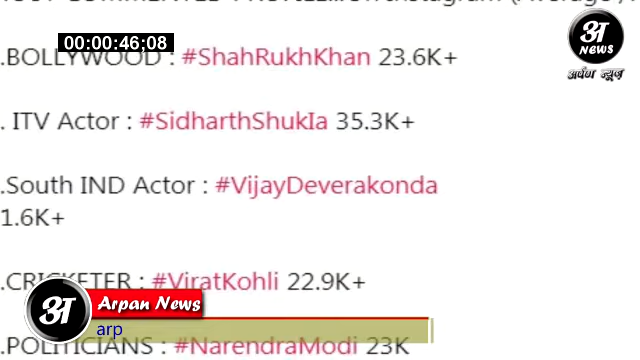 00:00:46;08
.BOLLYWOOD : #ShahRukhKhan 23.6K+
अ
NEWS
अर्पण न्यूज़
. ITV Actor : #SidharthShukIa 35.3K+
.South IND Actor : #VijayDeverakonda
1.6K+
.CRICKETER : #ViratKohli 22.9K+
अ
Arpan News
arp
.POLITICIANS : #NarendraModi 23K